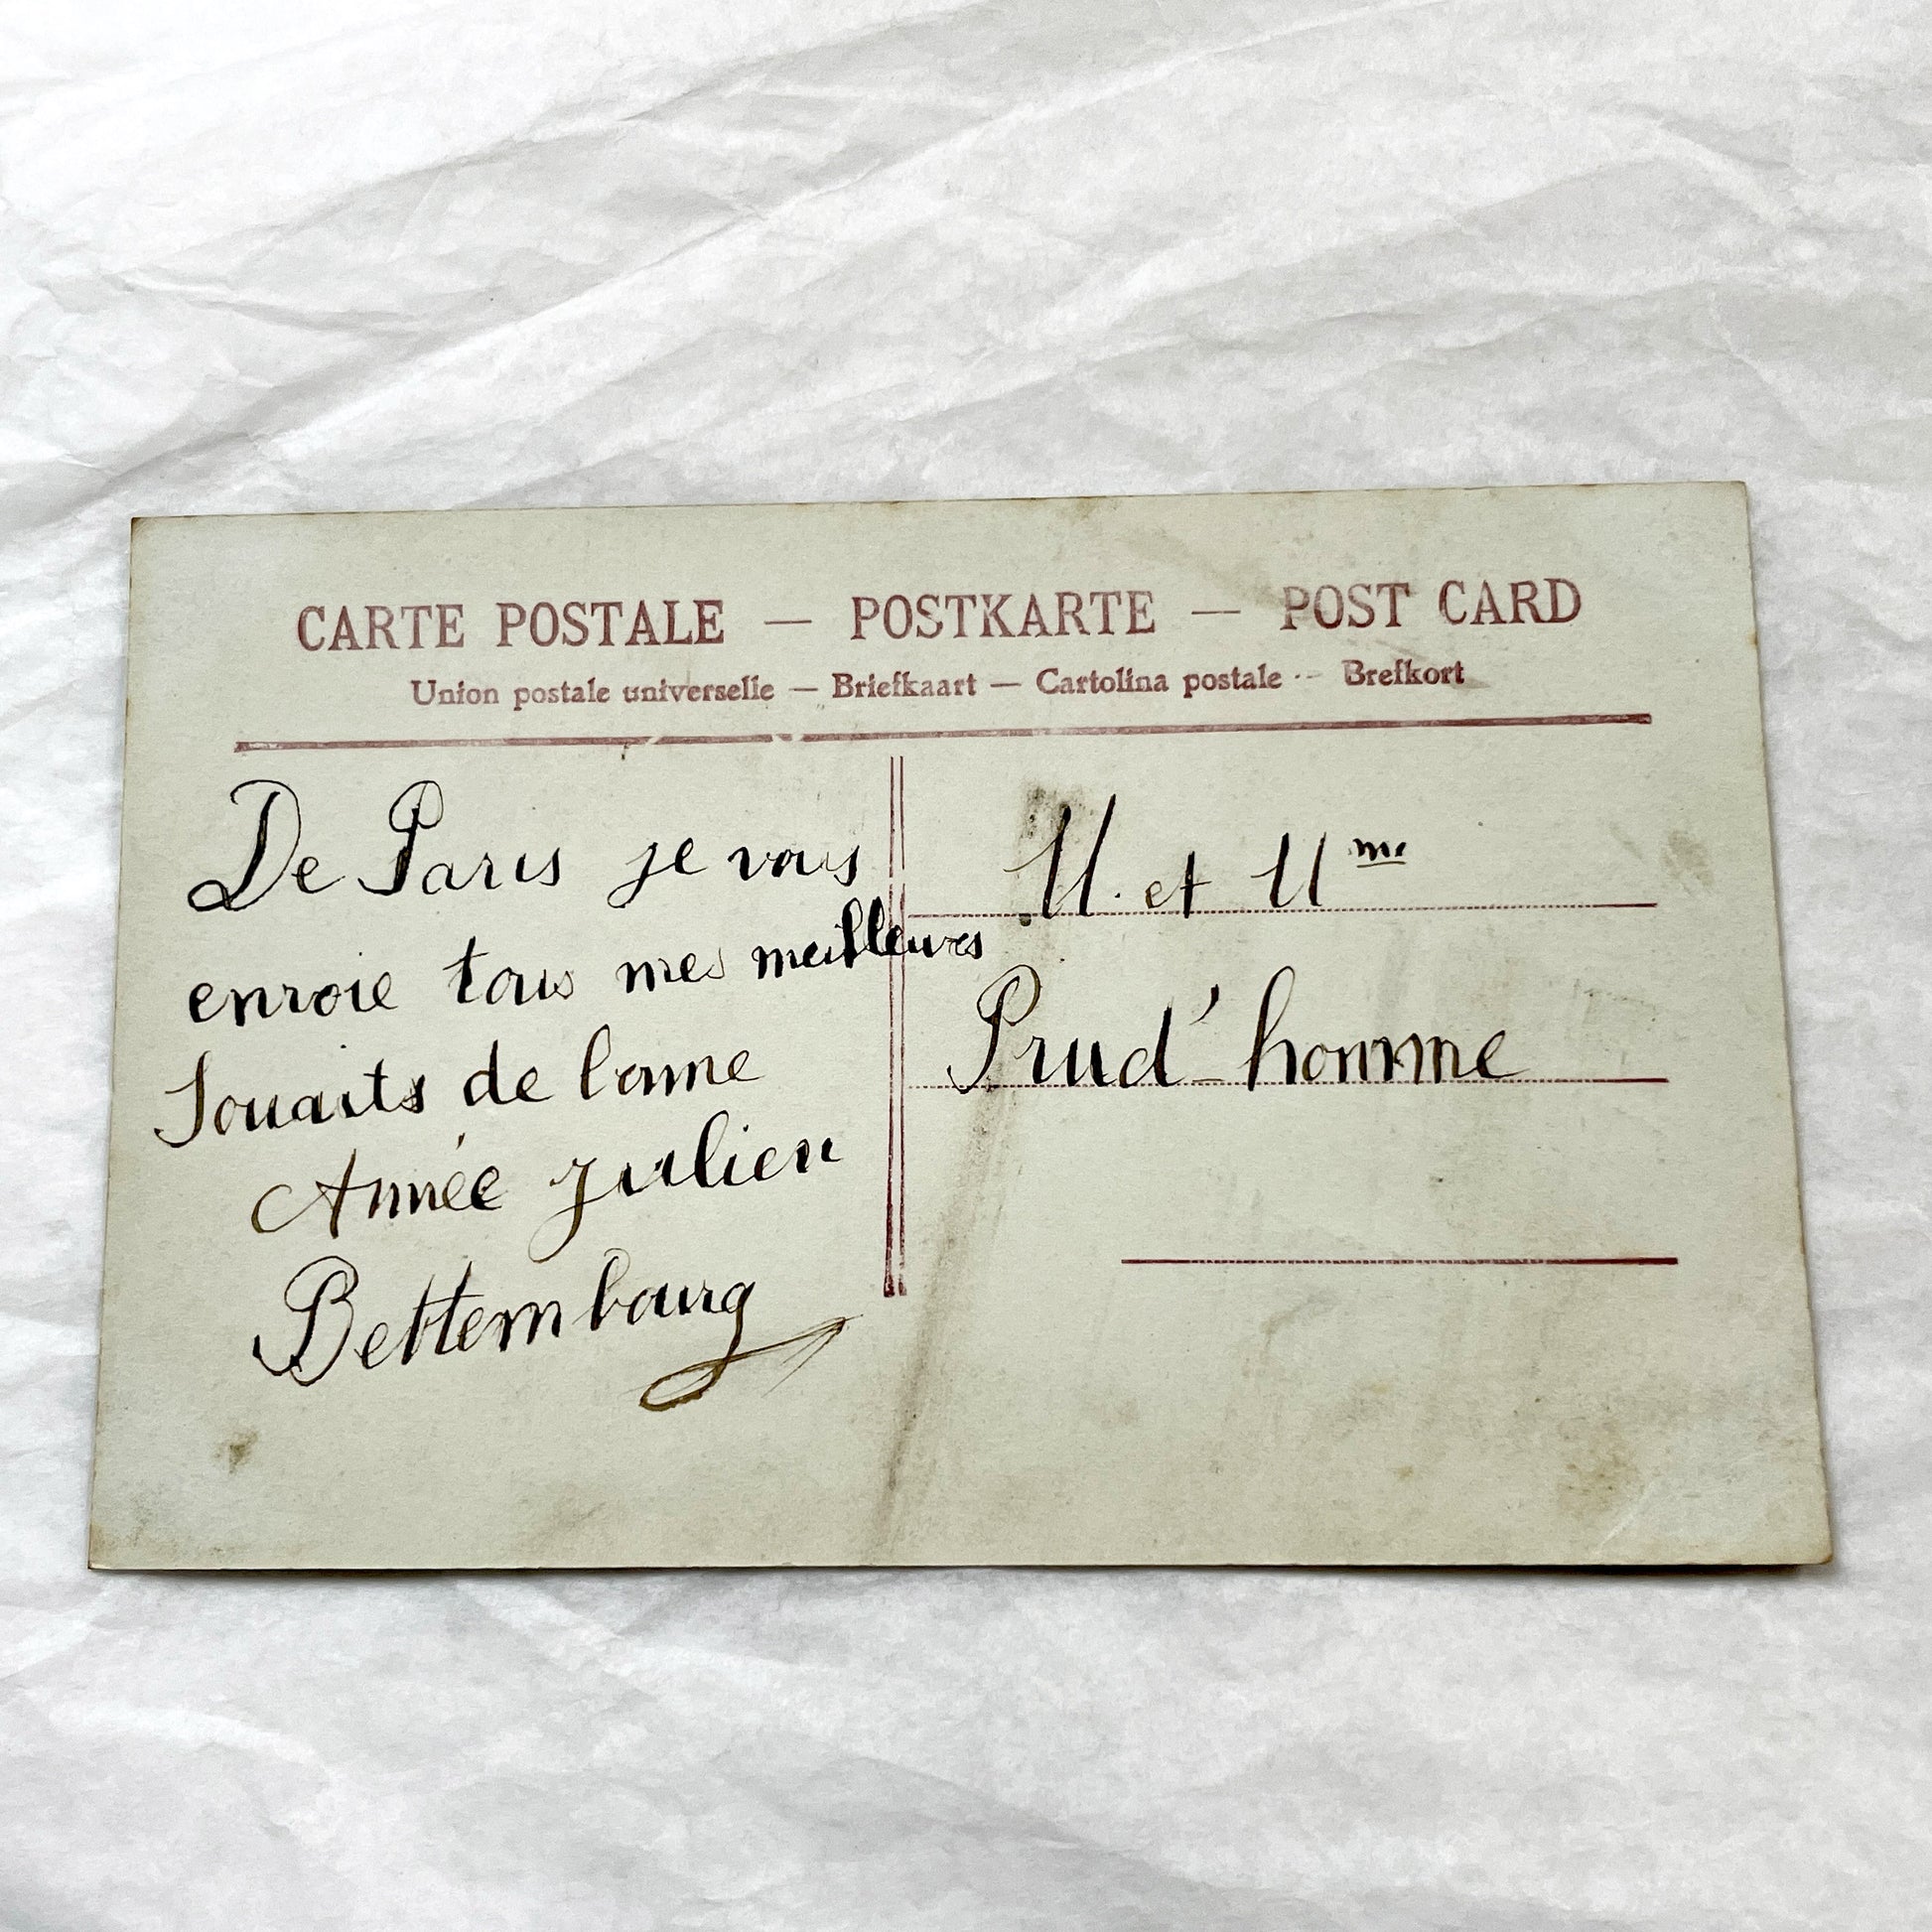 CARTE POSTALE — POSTKARTE — POST CARD
Union postale universelle — Briefkaart — Cartolina postale -- Brefkort
De Paris je vous
envoie tous mes meilleures
Souaits de bonne
Année Julien
Bettembourg
M. et Mme
Prud'homme